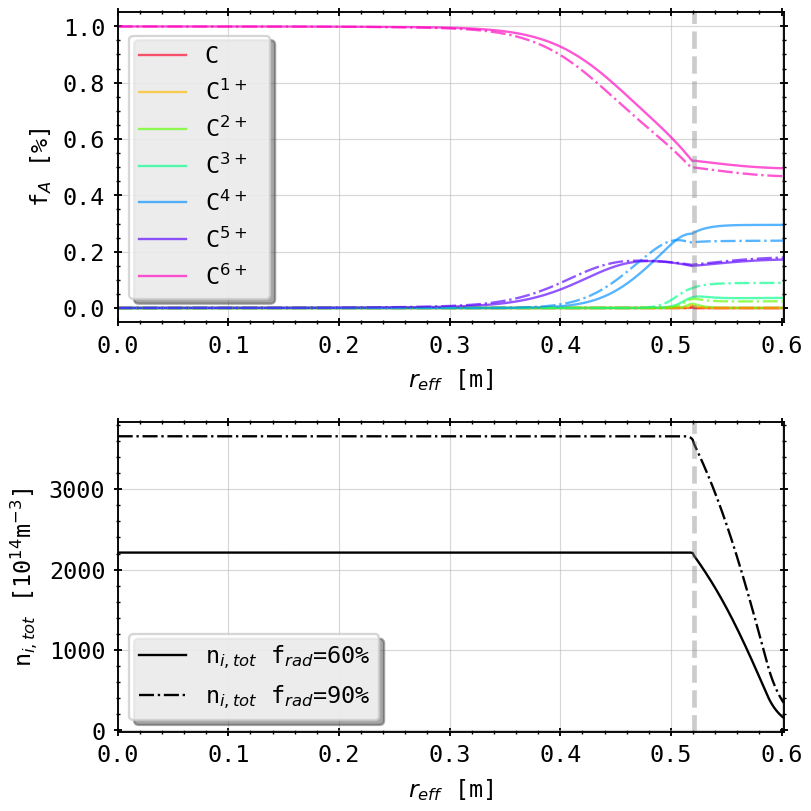 f_A [%]
1.0
0.8
0.6
0.4
0.2
0.0
C
C^1+
C^2+
C^3+
C^4+
C^5+
C^6+
0.0 0.1 0.2 0.3 0.4 0.5 0.6
r_eff [m]
n_i,tot [10^14m^−3]
3000
2000
1000
0
n_i,tot f_rad=60%
n_i,tot f_rad=90%
0.0 0.1 0.2 0.3 0.4 0.5 0.6
r_eff [m]